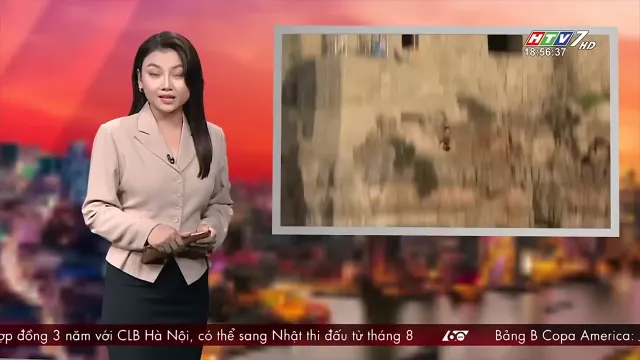 HTV7 HD
18:56:37
ợp đồng 3 năm với CLB Hà Nội, có thể sang Nhật thi đấu từ tháng 8
60 Bảng B Copa America: